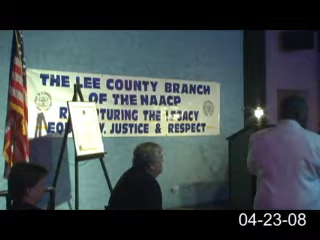 THE LEE COUNTY BRANCH
OF THE NAACP
THE LEGACY
JUSTICE & RESPECT
04-23-08